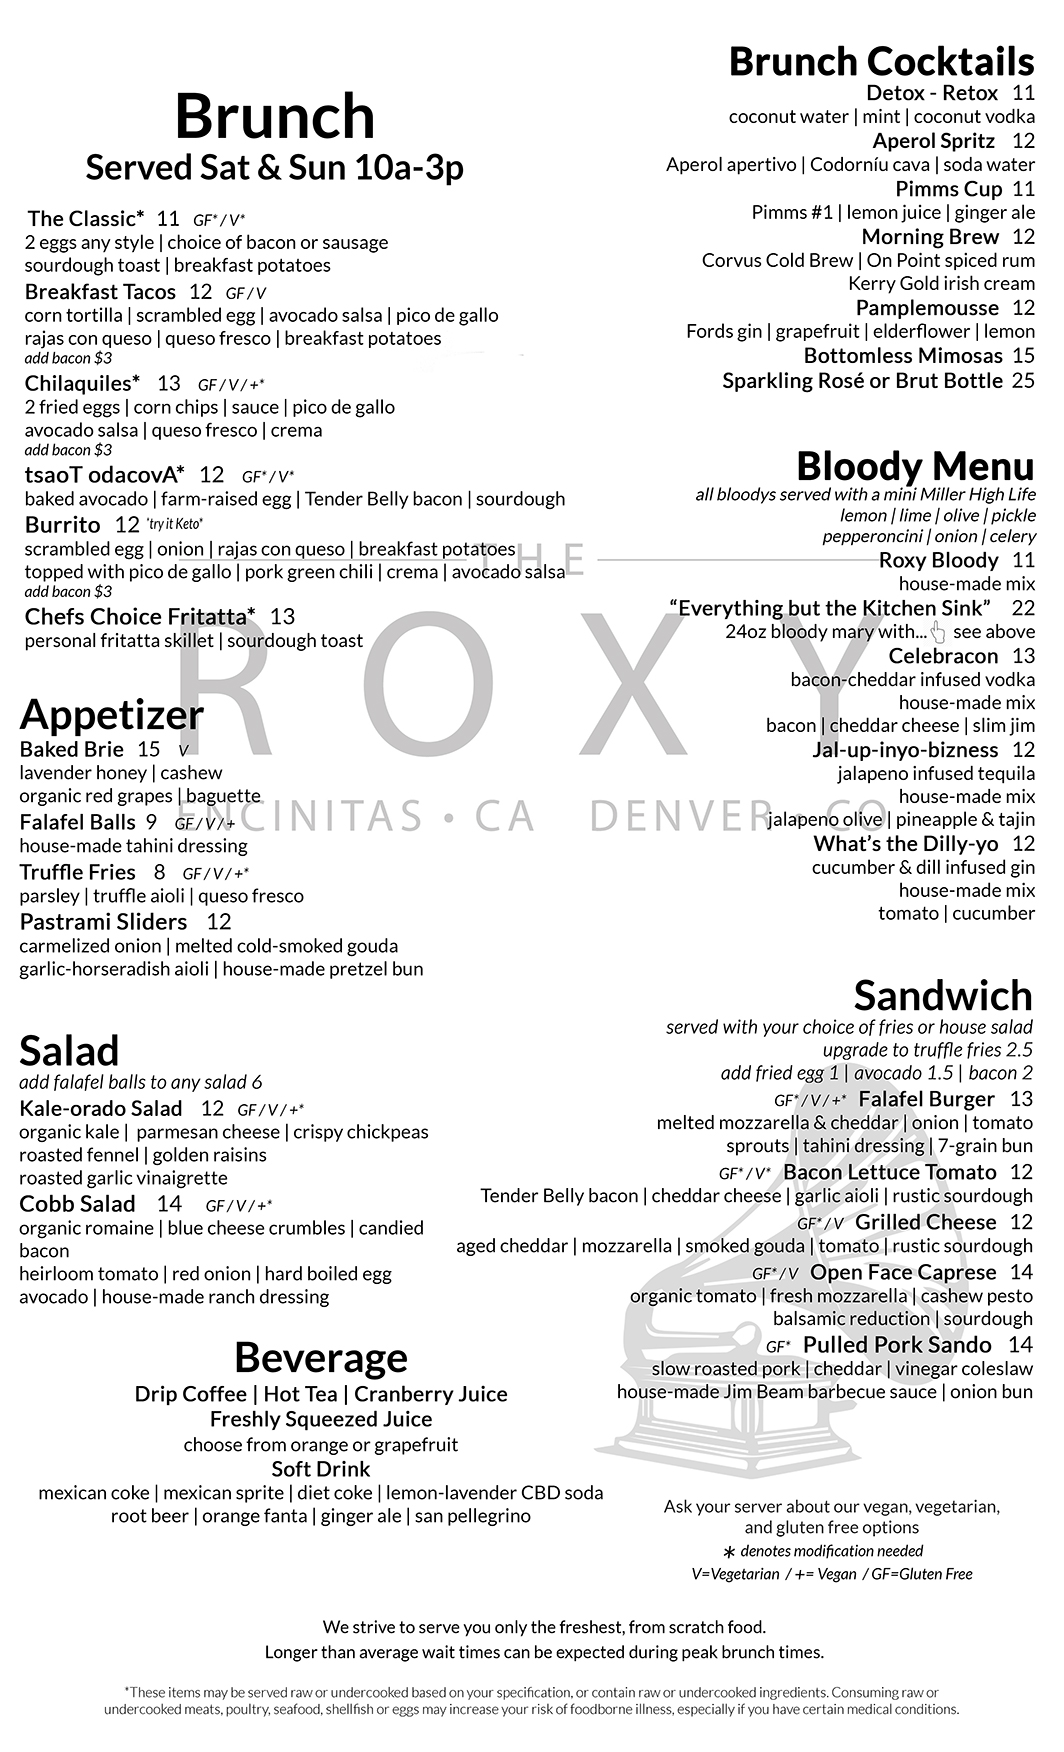 Brunch
Served Sat & Sun 10a-3p
The Classic* 11 GF* / V*
2 eggs any style | choice of bacon or sausage
sourdough toast | breakfast potatoes
Breakfast Tacos 12 GF / V
corn tortilla | scrambled egg | avocado salsa | pico de gallo
rajas con queso | queso fresco | breakfast potatoes
add bacon $3
Chilaquiles* 13 GF / V / +*
2 fried eggs | corn chips | sauce | pico de gallo
avocado salsa | queso fresco | crema
add bacon $3
tsaoT odacovA* 12 GF* / V*
baked avocado | farm-raised egg | Tender Belly bacon | sourdough
Burrito 12 *try it Keto*
scrambled egg | onion | rajas con queso | breakfast potatoes
topped with pico de gallo | pork green chili | crema | avocado salsa
add bacon $3
Chefs Choice Fritatta* 13
personal fritatta skillet | sourdough toast
Appetizer
Baked Brie 15 V
lavender honey | cashew
organic red grapes | baguette
Falafel Balls 9 GF / V / +
house-made tahini dressing
Truffle Fries 8 GF / V / +*
parsley | truffle aioli | queso fresco
Pastrami Sliders 12
carmelized onion | melted cold-smoked gouda
garlic-horseradish aioli | house-made pretzel bun
Salad
add falafel balls to any salad 6
Kale-orado Salad 12 GF / V / +*
organic kale | parmesan cheese | crispy chickpeas
roasted fennel | golden raisins
roasted garlic vinaigrette
Cobb Salad 14 GF / V / +*
organic romaine | blue cheese crumbles | candied
bacon
heirloom tomato | red onion | hard boiled egg
avocado | house-made ranch dressing
Beverage
Drip Coffee | Hot Tea | Cranberry Juice
Freshly Squeezed Juice
choose from orange or grapefruit
Soft Drink
mexican coke | mexican sprite | diet coke | lemon-lavender CBD soda
root beer | orange fanta | ginger ale | san pellegrino
Brunch Cocktails
Detox - Retox 11
coconut water | mint | coconut vodka
Aperol Spritz 12
Aperol apertivo | Codorníu cava | soda water
Pimms Cup 11
Pimms #1 | lemon juice | ginger ale
Morning Brew 12
Corvus Cold Brew | On Point spiced rum
Kerry Gold irish cream
Pamplemousse 12
Fords gin | grapefruit | elderflower | lemon
Bottomless Mimosas 15
Sparkling Rosé or Brut Bottle 25
Bloody Menu
all bloodys served with a mini Miller High Life
lemon | lime | olive | pickle
pepperoncini | onion | celery
Roxy Bloody 11
house-made mix
“Everything but the Kitchen Sink” 22
24oz bloody mary with... see above
Celebracon 13
bacon-cheddar infused vodka
house-made mix
bacon | cheddar cheese | slim jim
Jal-up-inyo-bizness 12
jalapeno infused tequila
house-made mix
jalapeno olive | pineapple & tajin
What’s the Dilly-yo 12
cucumber & dill infused gin
house-made mix
tomato | cucumber
Sandwich
served with your choice of fries or house salad
upgrade to truffle fries 2.5
add fried egg 1 | avocado 1.5 | bacon 2
GF* / V / +* Falafel Burger 13
melted mozzarella & cheddar | onion | tomato
sprouts | tahini dressing | 7-grain bun
GF* / V* Bacon Lettuce Tomato 12
Tender Belly bacon | cheddar cheese | garlic aioli | rustic sourdough
GF* / V Grilled Cheese 12
aged cheddar | mozzarella | smoked gouda | tomato | rustic sourdough
GF* / V Open Face Caprese 14
organic tomato | fresh mozzarella | cashew pesto
balsamic reduction | sourdough
GF* Pulled Pork Sando 14
slow roasted pork | cheddar | vinegar coleslaw
house-made Jim Beam barbecue sauce | onion bun
Ask your server about our vegan, vegetarian,
and gluten free options
* denotes modification needed
V=Vegetarian / += Vegan / GF=Gluten Free
THE
ROXY
ENCINITAS • CA DENVER • CO
We strive to serve you only the freshest, from scratch food.
Longer than average wait times can be expected during peak brunch times.
*These items may be served raw or undercooked based on your specification, or contain raw or undercooked ingredients. Consuming raw or
undercooked meats, poultry, seafood, shellfish or eggs may increase your risk of foodborne illness, especially if you have certain medical conditions.